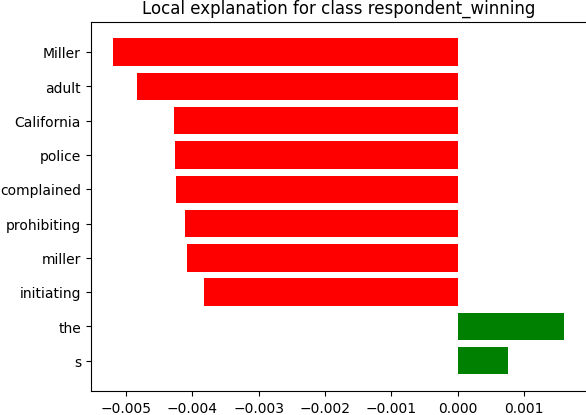 Local explanation for class respondent_winning
Miller
adult
California
police
complained
prohibiting
miller
initiating
the
s
−0.005 −0.004 −0.003 −0.002 −0.001 0.000 0.001